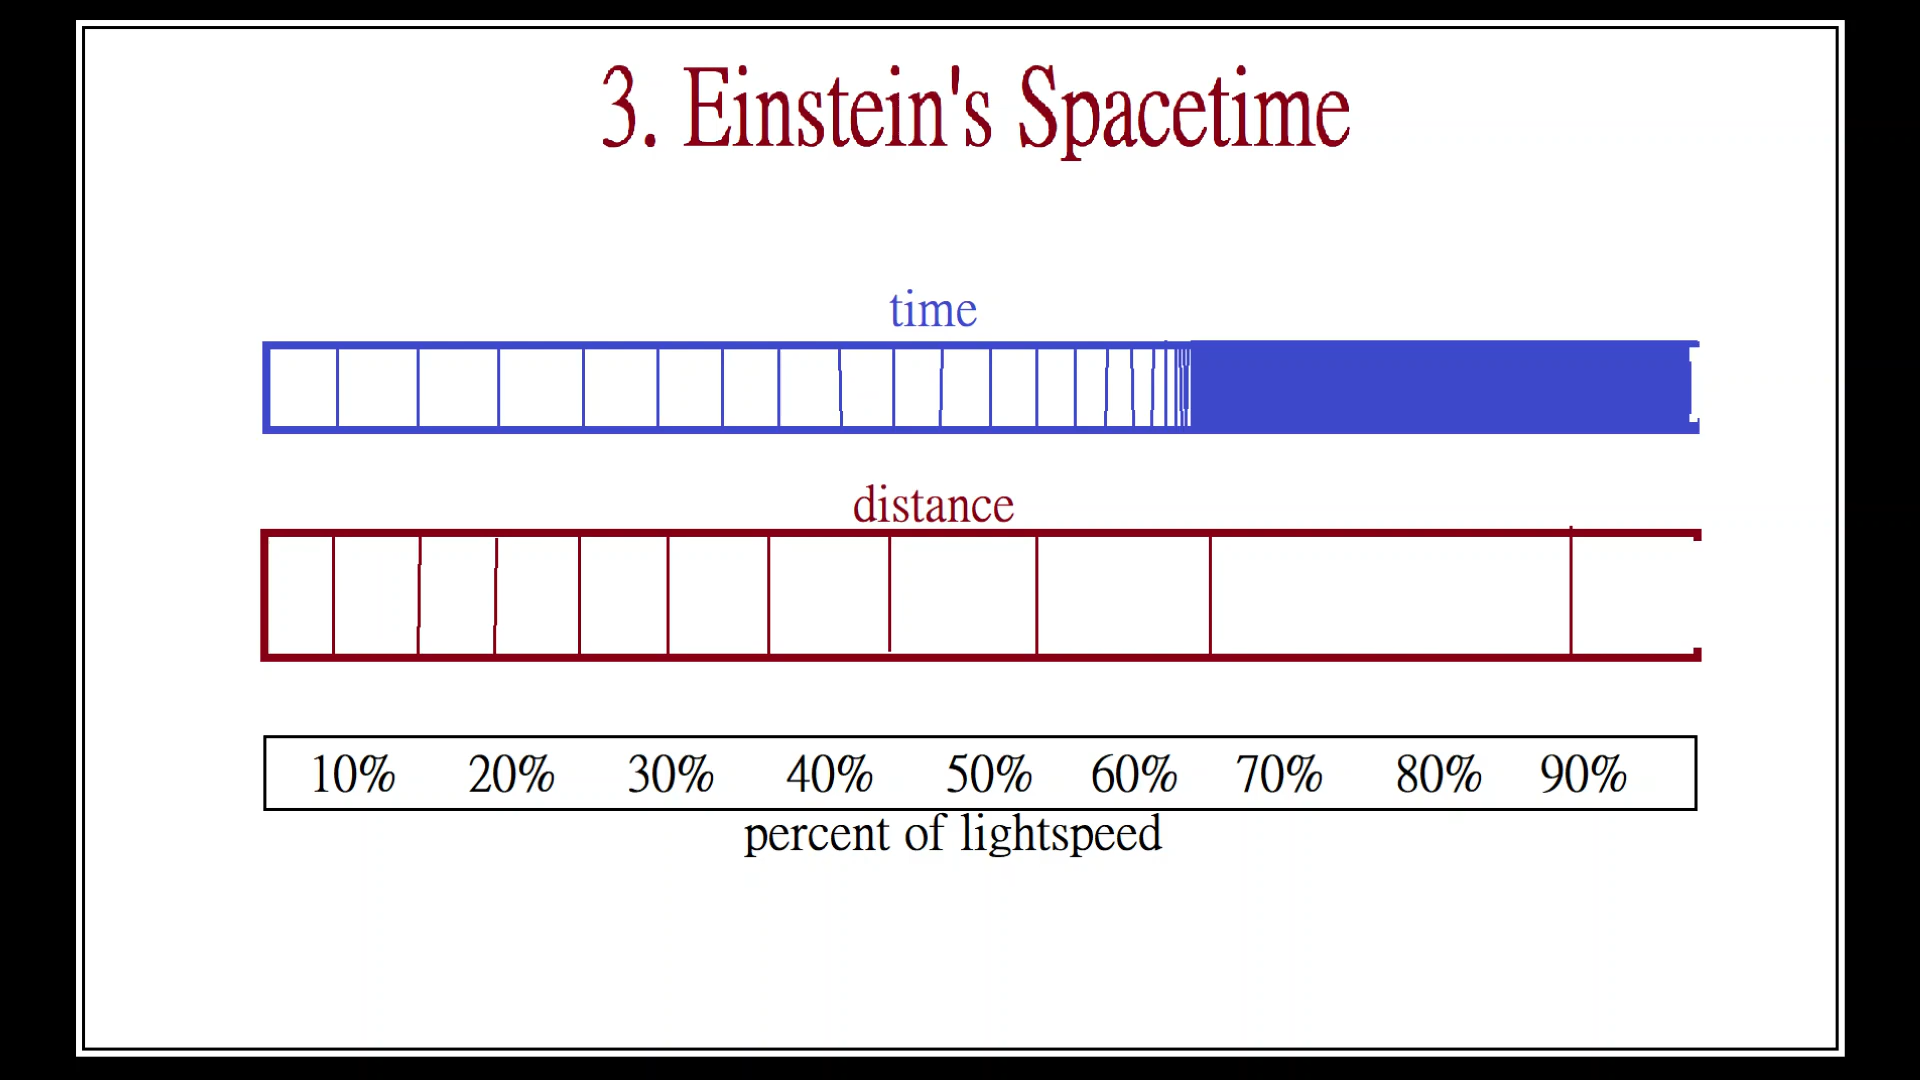 3. Einstein's Spacetime
time
distance
10% 20% 30% 40% 50% 60% 70% 80% 90%
percent of lightspeed